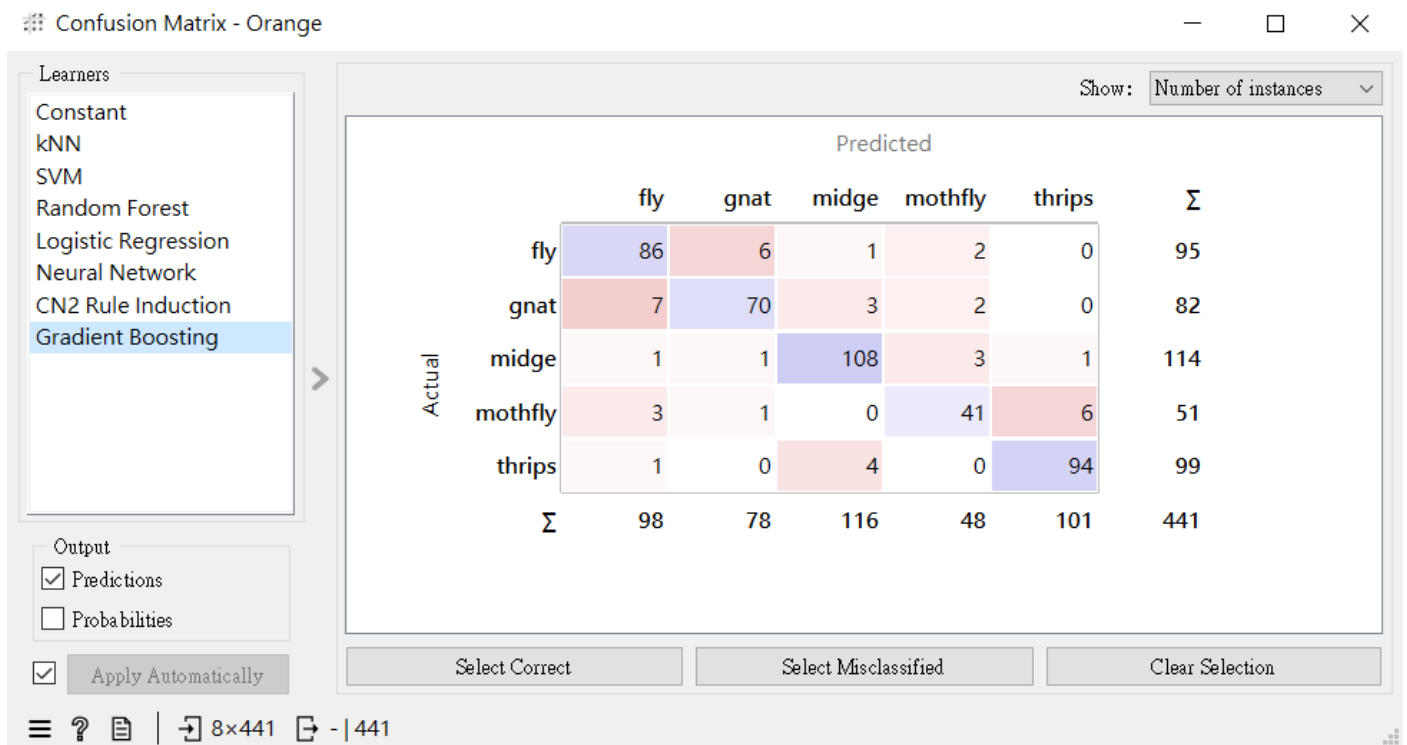 Confusion Matrix - Orange
Learners
Constant
kNN
SVM
Random Forest
Logistic Regression
Neural Network
CN2 Rule Induction
Gradient Boosting
Output
Predictions
Probabilities
Apply Automatically
Show: Number of instances
Predicted
fly gnat midge mothfly thrips Σ
Actual
fly 86 6 1 2 0 95
gnat 7 70 3 2 0 82
midge 1 1 108 3 1 114
mothfly 3 1 0 41 6 51
thrips 1 0 4 0 94 99
Σ 98 78 116 48 101 441
Select Correct Select Misclassified Clear Selection
8×441 - | 441